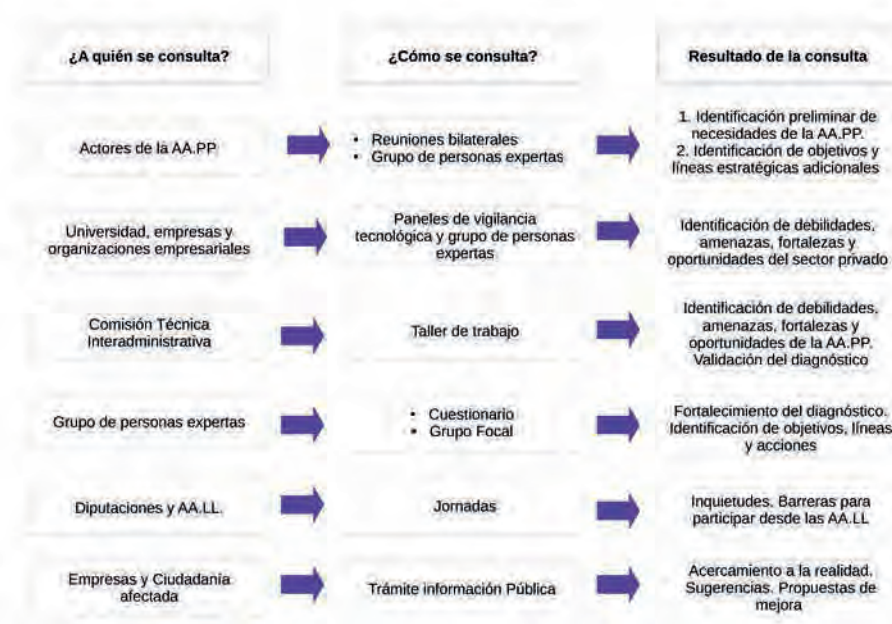 ¿A quién se consulta?
¿Cómo se consulta?
Resultado de la consulta
Actores de la AA.PP.
• Reuniones bilaterales
• Grupo de personas expertas
1. Identificación preliminar de
necesidades de la AA.PP.
2. Identificación de objetivos y
líneas estratégicas adicionales
Universidad, empresas y
organizaciones empresariales
Paneles de vigilancia
tecnológica y grupo de personas
expertas
Identificación de debilidades,
amenazas, fortalezas y
oportunidades del sector privado
Comisión Técnica
Interadministrativa
Taller de trabajo
Identificación de debilidades,
amenazas, fortalezas y
oportunidades de la AA.PP.
Validación del diagnóstico
Grupo de personas expertas
• Cuestionario
• Grupo Focal
Fortalecimiento del diagnóstico.
Identificación de objetivos, líneas
y acciones
Diputaciones y AA.LL.
Jornadas
Inquietudes. Barreras para
participar desde las AA.LL
Empresas y Ciudadanía
afectada
Trámite información Pública
Acercamiento a la realidad.
Sugerencias. Propuestas de
mejora